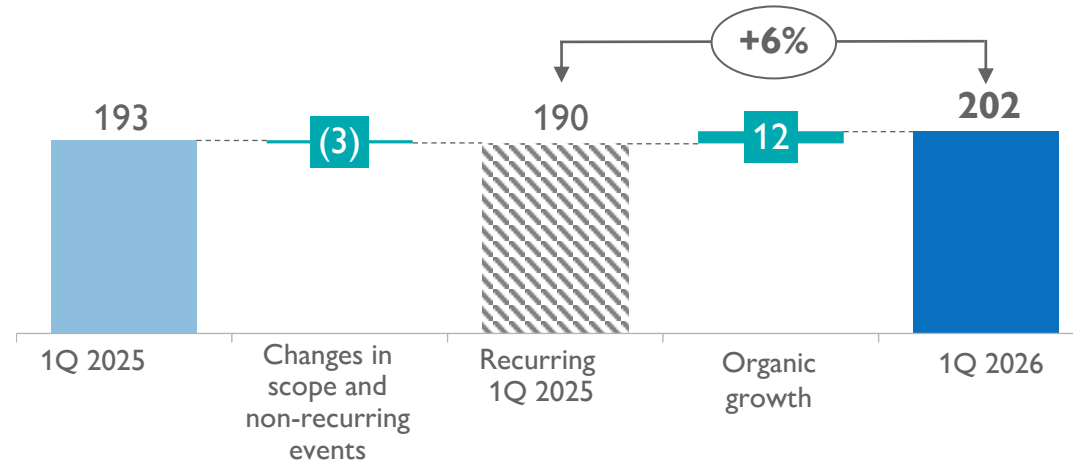 +6%
193
(3)
190
12
202
1Q 2025
Changes in
scope and
non-recurring
events
Recurring
1Q 2025
Organic
growth
1Q 2026